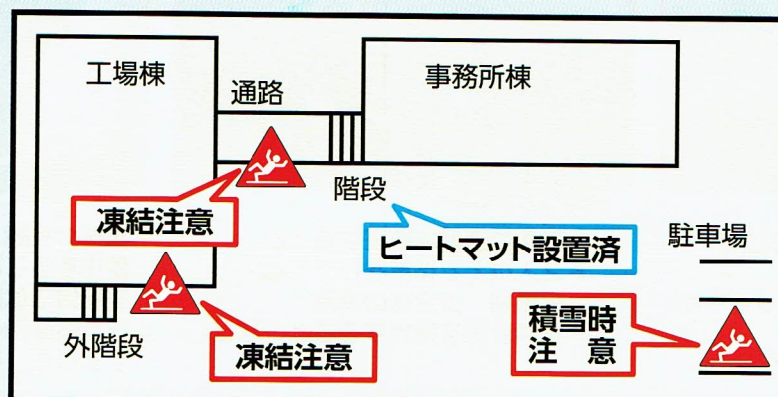 工場棟
通路
事務所棟
階段
凍結注意
ヒートマット設置済
駐車場
外階段
凍結注意
積雪時
注　意